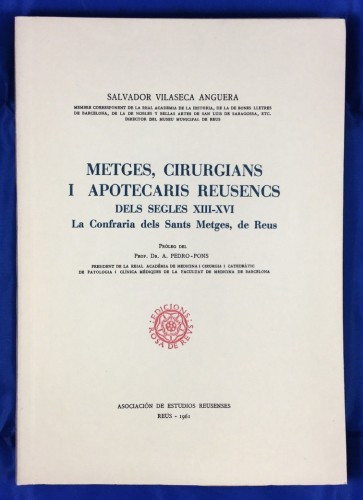 SALVADOR VILASECA ANGUERA
MEMBRE CORRESPONENT DE LA REAL ACADEMIA DE LA HISTORIA, DE LA DE BONES LLETRES
DE BARCELONA, DE LA DE NOBLES Y BELLAS ARTES DE SAN LUIS DE SARAGOSSA, ETC.
DIRECTOR DEL MUSEU MUNICIPAL DE REUS
METGES, CIRURGIANS
I APOTECARIS REUSENCS
DELS SEGLES XIII-XVI
La Confraria dels Sants Metges, de Reus
PRÒLEG DEL
PROF. DR. A. PEDRO-PONS
PRESIDENT DE LA REIAL ACADÈMIA DE MEDICINA I CIRURGIA I CATEDRÀTIC
DE PATOLOGIA I CLÍNICA MÈDIQUES DE LA FACULTAT DE MEDICINA DE BARCELONA
EDICIONS
ROSA DE REUS
ASOCIACIÓN DE ESTUDIOS REUSENSES
REUS - 1961